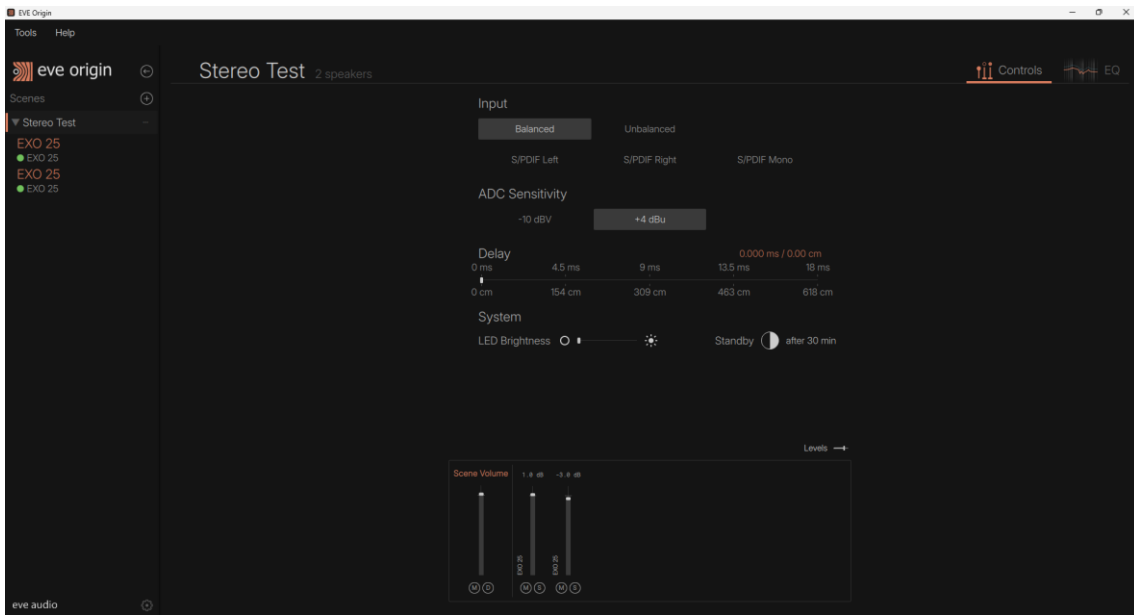 EVE Origin
Tools Help
eve origin
Scenes
Stereo Test
EXO 25
EXO 25
EXO 25
EXO 25
eve audio
Stereo Test 2 speakers
Controls EQ
Input
Balanced Unbalanced
S/PDIF Left S/PDIF Right S/PDIF Mono
ADC Sensitivity
-10 dBV +4 dBu
Delay 0.000 ms / 0.00 cm
0 ms 4.5 ms 9 ms 13.5 ms 18 ms
0 cm 154 cm 309 cm 463 cm 618 cm
System
LED Brightness Standby after 30 min
Levels
Scene Volume 1.0 dB -3.0 dB
EXO 25 EXO 25
M D M S M S